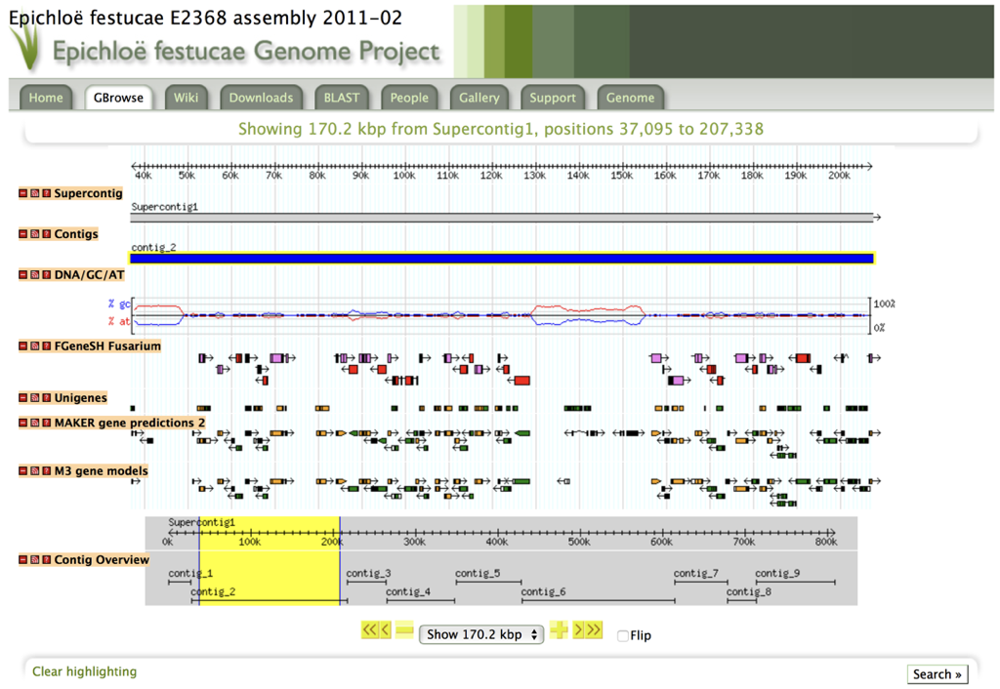 Epichloë festucae E2368 assembly 2011-02
Epichloë festucae Genome Project
Home GBrowse Wiki Downloads BLAST People Gallery Support Genome
Showing 170.2 kbp from Supercontig1, positions 37,095 to 207,338
40k 50k 60k 70k 80k 90k 100k 110k 120k 130k 140k 150k 160k 170k 180k 190k 200k
Supercontig
Supercontig1
Contigs
contig_2
DNA/GC/AT
% gc 100%
% at 0%
FGeneSH Fusarium
Unigenes
MAKER gene predictions 2
M3 gene models
Supercontig1
0k 100k 200k 300k 400k 500k 600k 700k 800k
Contig Overview
contig_1 contig_3 contig_5 contig_7 contig_9
contig_2 contig_4 contig_6 contig_8
<< < − Show 170.2 kbp + > >> Flip
Clear highlighting
Search »